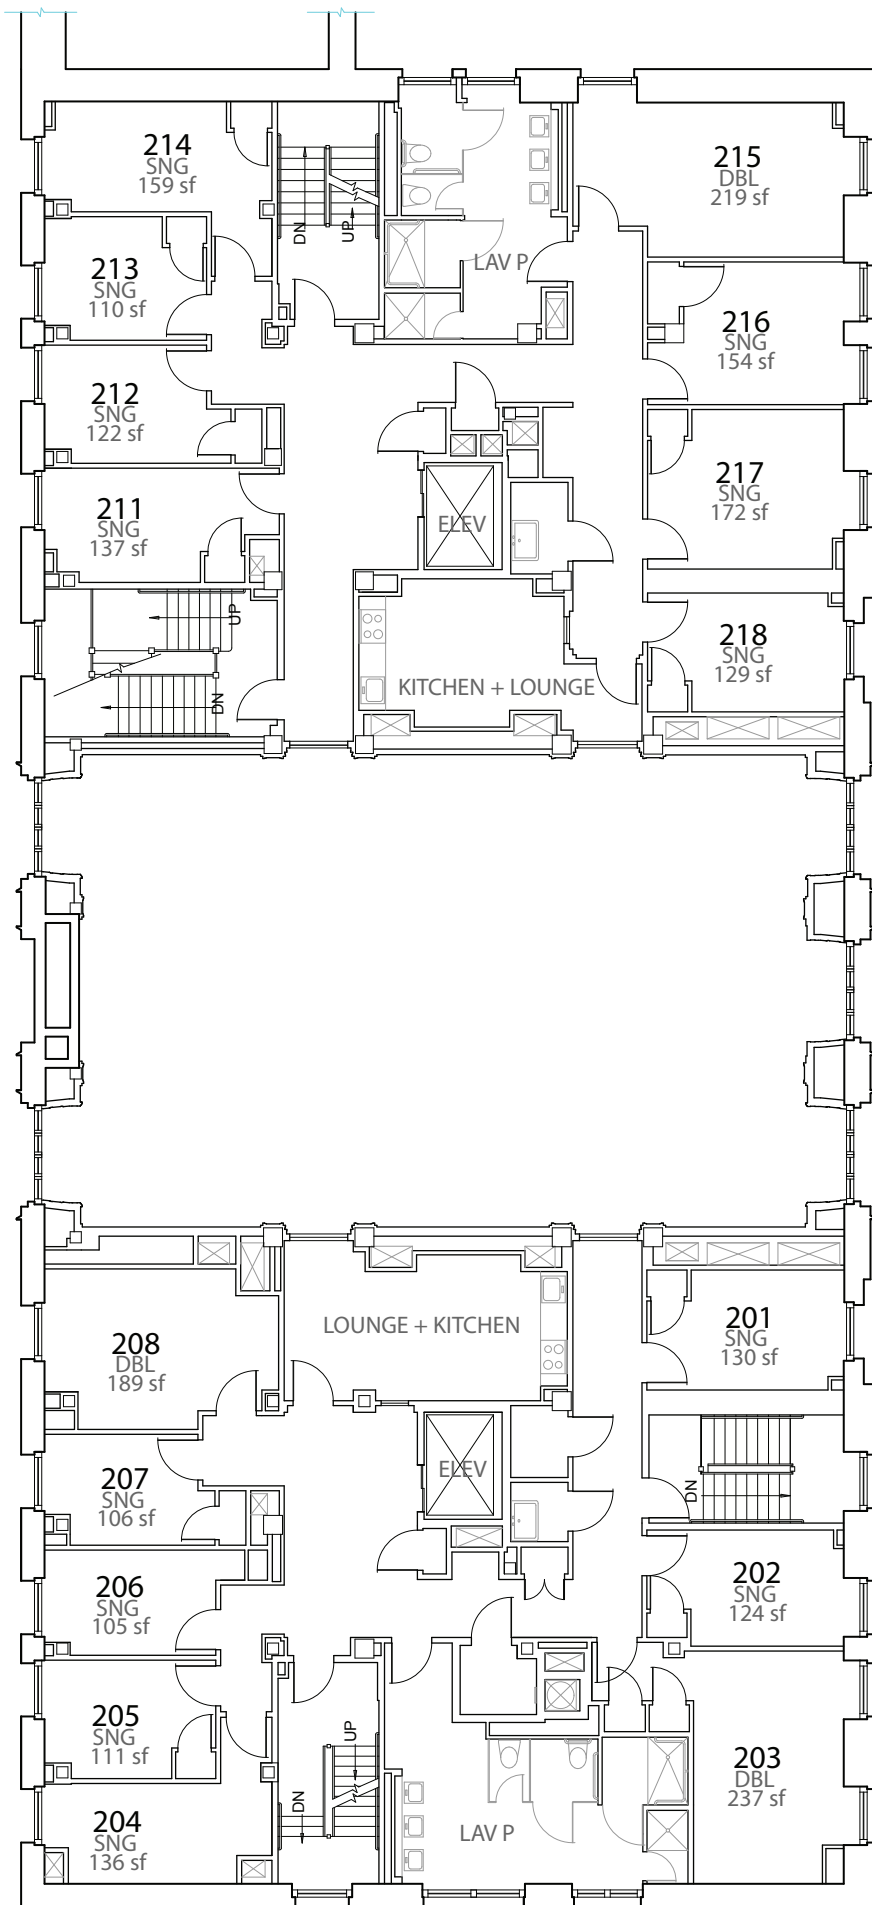 214
SNG
159 sf
DN
UP
LAV P
215
DBL
219 sf
213
SNG
110 sf
216
SNG
154 sf
212
SNG
122 sf
211
SNG
137 sf
ELEV
217
SNG
172 sf
UP
DN
KITCHEN + LOUNGE
218
SNG
129 sf
208
DBL
189 sf
LOUNGE + KITCHEN
201
SNG
130 sf
207
SNG
106 sf
ELEV
DN
206
SNG
105 sf
202
SNG
124 sf
205
SNG
111 sf
UP
DN
203
DBL
237 sf
204
SNG
136 sf
LAV P